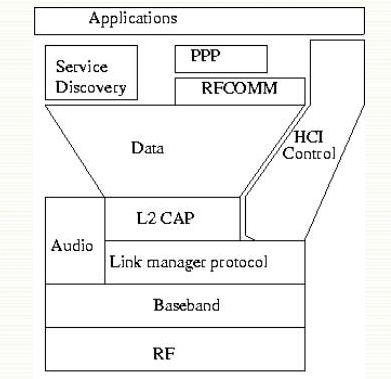 Applications
PPP
Service
Discovery
RFCOMM
Data
HCI
Control
L2 CAP
Audio
Link manager protocol
Baseband
RF